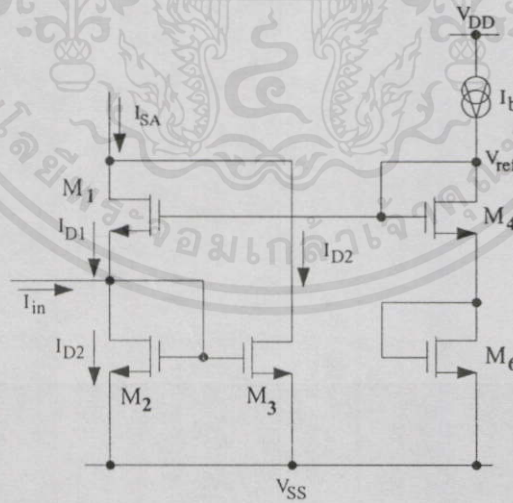 V_DD
I_b
I_SA
V_ref
M_1
M_4
I_D1
I_D2
I_in
I_D2
M_2
M_3
M_6
V_SS